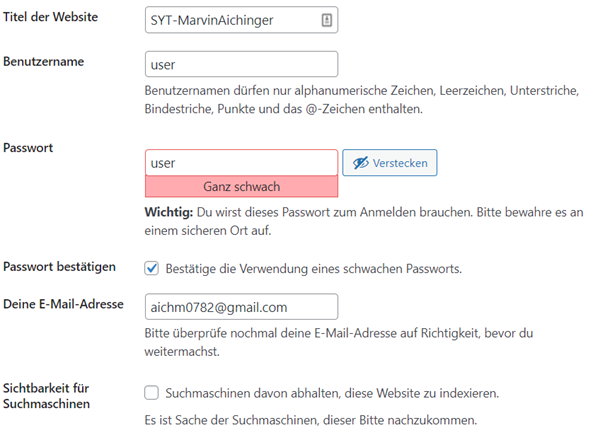 Titel der Website
SYT-MarvinAichinger
Benutzername
user
Benutzernamen dürfen nur alphanumerische Zeichen, Leerzeichen, Unterstriche,
Bindestriche, Punkte und das @-Zeichen enthalten.
Passwort
user
Verstecken
Ganz schwach
Wichtig: Du wirst dieses Passwort zum Anmelden brauchen. Bitte bewahre es an
einem sicheren Ort auf.
Passwort bestätigen
Bestätige die Verwendung eines schwachen Passworts.
Deine E-Mail-Adresse
aichm0782@gmail.com
Bitte überprüfe nochmal deine E-Mail-Adresse auf Richtigkeit, bevor du
weitermachst.
Sichtbarkeit für
Suchmaschinen
Suchmaschinen davon abhalten, diese Website zu indexieren.
Es ist Sache der Suchmaschinen, dieser Bitte nachzukommen.